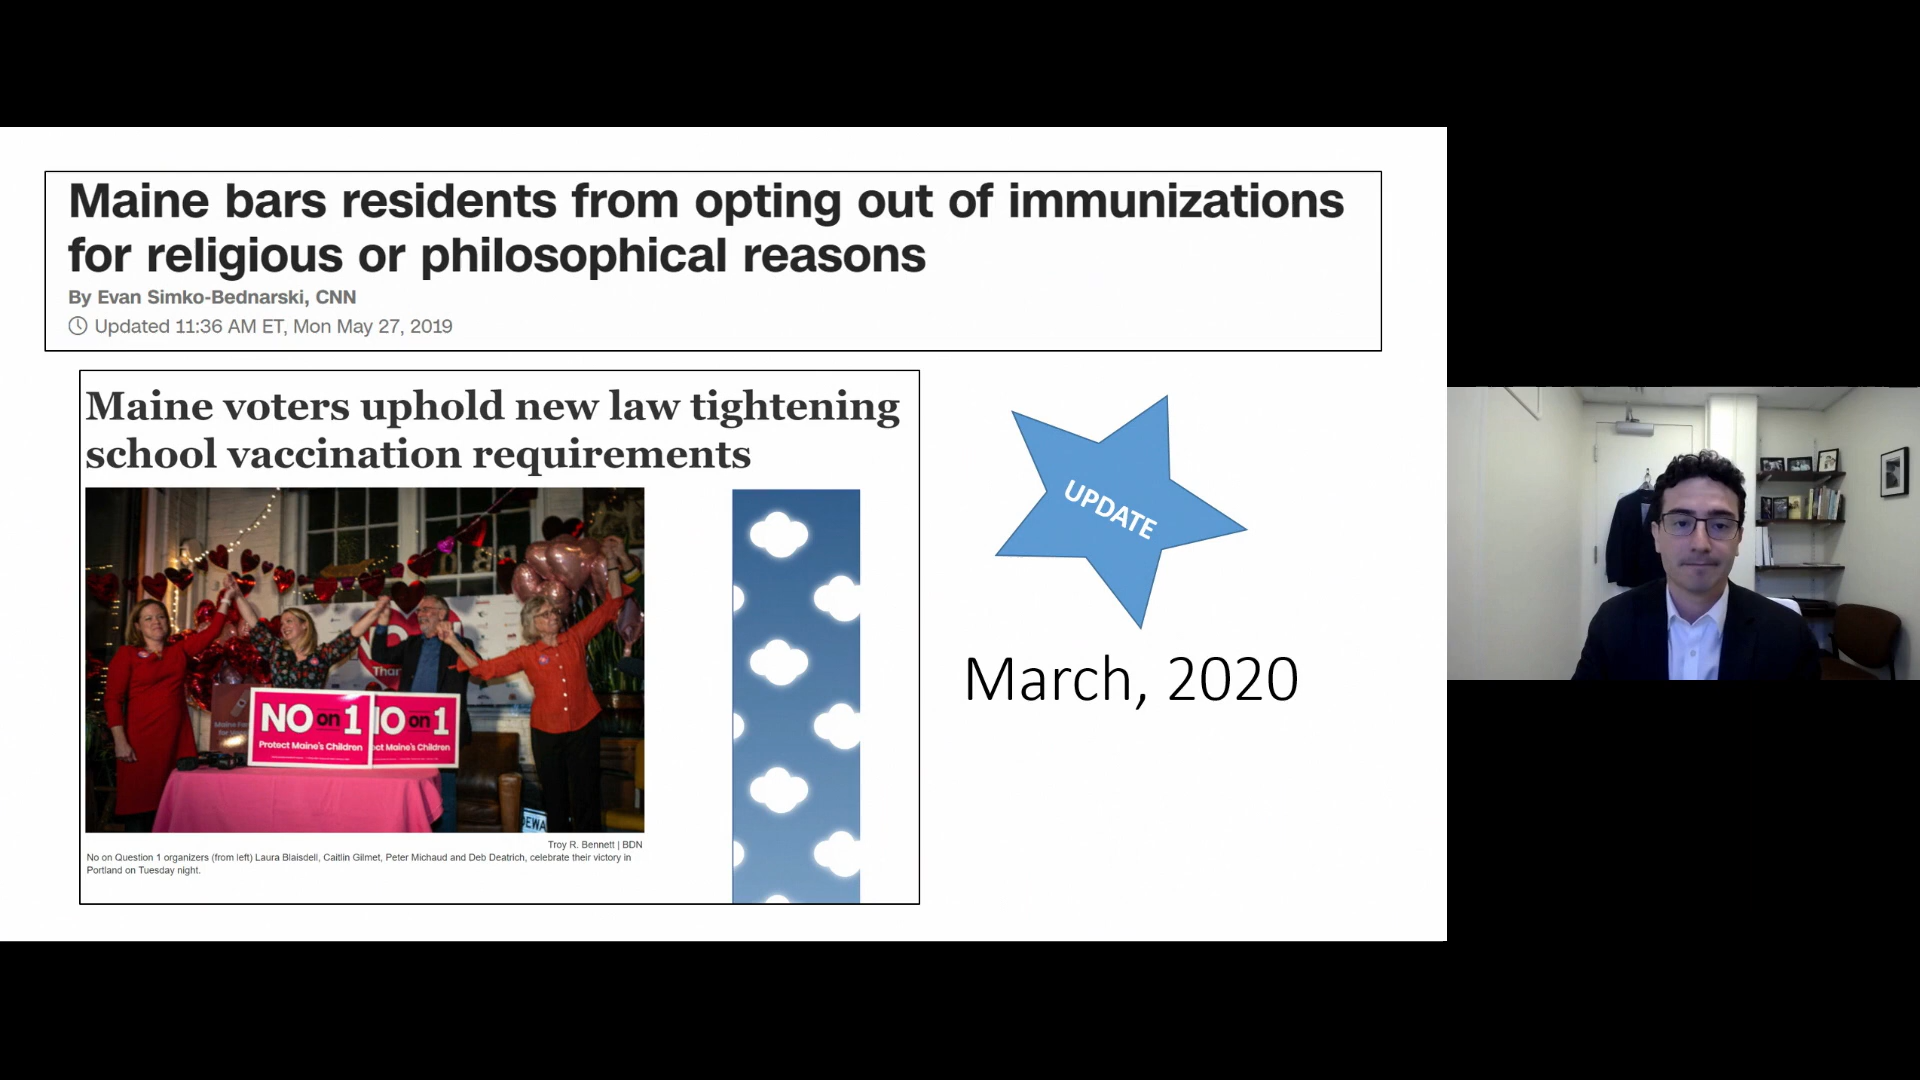 Maine bars residents from opting out of immunizations
for religious or philosophical reasons
By Evan Simko-Bednarski, CNN
Updated 11:36 AM ET, Mon May 27, 2019
Maine voters uphold new law tightening
school vaccination requirements
UPDATE
March, 2020
Than
NO on 1
Protect Maine's Children
IO on 1
ect Maine's Children
DEWA
Troy R. Bennett | BDN
No on Question 1 organizers (from left) Laura Blaisdell, Caitlin Gilmet, Peter Michaud and Deb Deatrich, celebrate their victory in
Portland on Tuesday night.